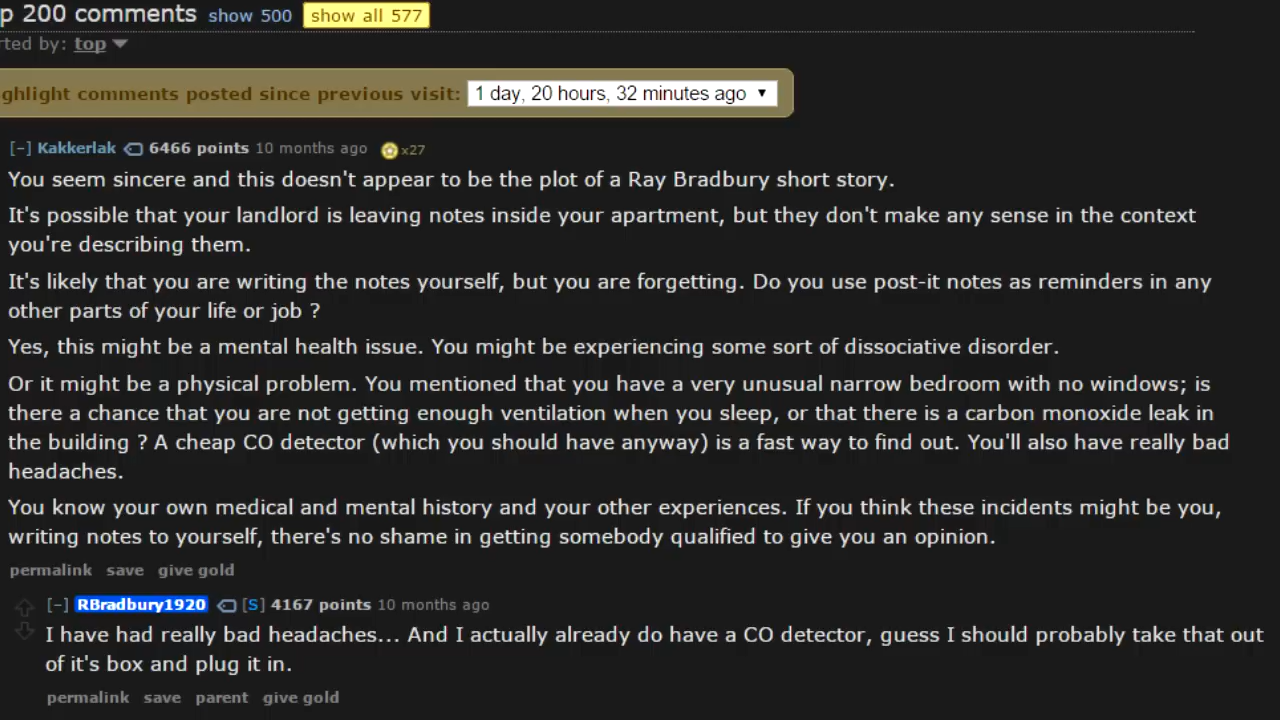 p 200 comments show 500 show all 577
rted by: top
ghlight comments posted since previous visit: 1 day, 20 hours, 32 minutes ago
[-] Kakkerlak 6466 points 10 months ago x27
You seem sincere and this doesn't appear to be the plot of a Ray Bradbury short story.
It's possible that your landlord is leaving notes inside your apartment, but they don't make any sense in the context
you're describing them.
It's likely that you are writing the notes yourself, but you are forgetting. Do you use post-it notes as reminders in any
other parts of your life or job ?
Yes, this might be a mental health issue. You might be experiencing some sort of dissociative disorder.
Or it might be a physical problem. You mentioned that you have a very unusual narrow bedroom with no windows; is
there a chance that you are not getting enough ventilation when you sleep, or that there is a carbon monoxide leak in
the building ? A cheap CO detector (which you should have anyway) is a fast way to find out. You'll also have really bad
headaches.
You know your own medical and mental history and your other experiences. If you think these incidents might be you,
writing notes to yourself, there's no shame in getting somebody qualified to give you an opinion.
permalink save give gold
[-] RBradbury1920 [S] 4167 points 10 months ago
I have had really bad headaches... And I actually already do have a CO detector, guess I should probably take that out
of it's box and plug it in.
permalink save parent give gold